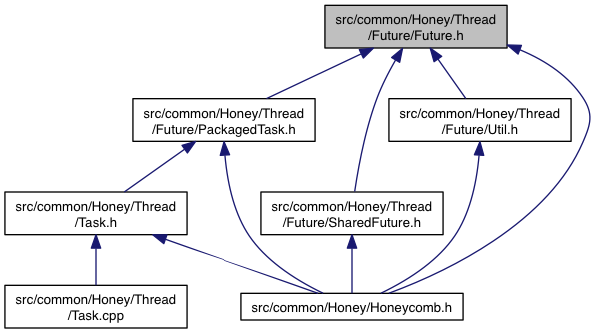 src/common/Honey/Thread
/Future/Future.h
src/common/Honey/Thread
/Future/PackagedTask.h
src/common/Honey/Thread
/Future/Util.h
src/common/Honey/Thread
/Task.h
src/common/Honey/Thread
/Future/SharedFuture.h
src/common/Honey/Thread
/Task.cpp
src/common/Honey/Honeycomb.h